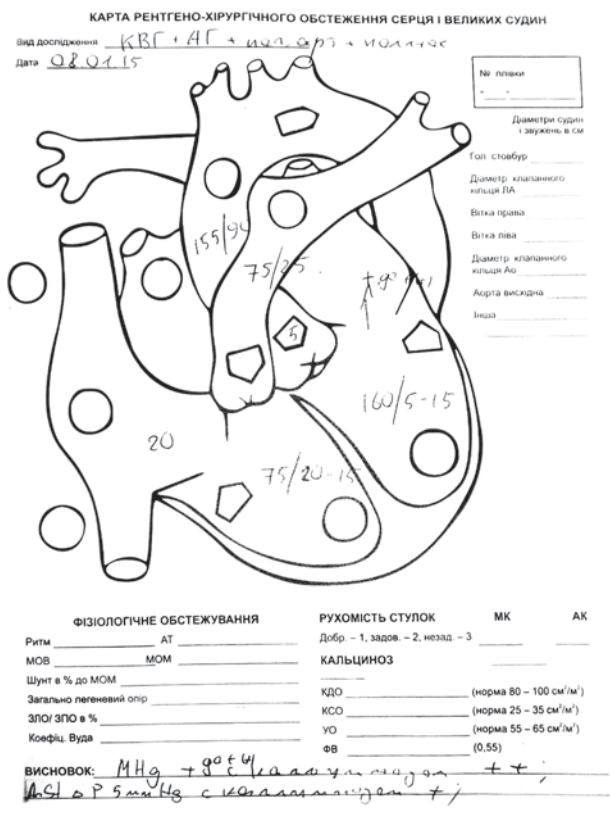 КАРТА РЕНТГЕНО-ХІРУРГІЧНОГО ОБСТЕЖЕННЯ СЕРЦЯ І ВЕЛИКИХ СУДИН
Вид дослідження КВГ + АГ +
Дата 08.01.15
№ плівки
Діаметри судин
і звужень в см
Гол. стовбур
Діаметр клапанного
кільця ЛА
Вітка права
Вітка ліва
Діаметр клапанного
кільця Ао
Аорта висхідна
Інша
155/90
75/25
5
160/5-15
20
75/20-15
ФІЗІОЛОГІЧНЕ ОБСТЕЖУВАННЯ
Ритм АТ
МОВ МОМ
Шунт в % до МОМ
Загально легеневий опір
ЗЛО/ ЗПО в %
Коефіц. Вуда
РУХОМІСТЬ СТУЛОК МК АК
Добр. – 1, задов. – 2, незад. – 3
КАЛЬЦИНОЗ
КДО (норма 80 – 100 см³/м²)
КСО (норма 25 – 35 см³/м²)
УО (норма 55 – 65 см³/м²)
ФВ (0,55)
ВИСНОВОК: + + ;
P 5 mm Hg с + ;